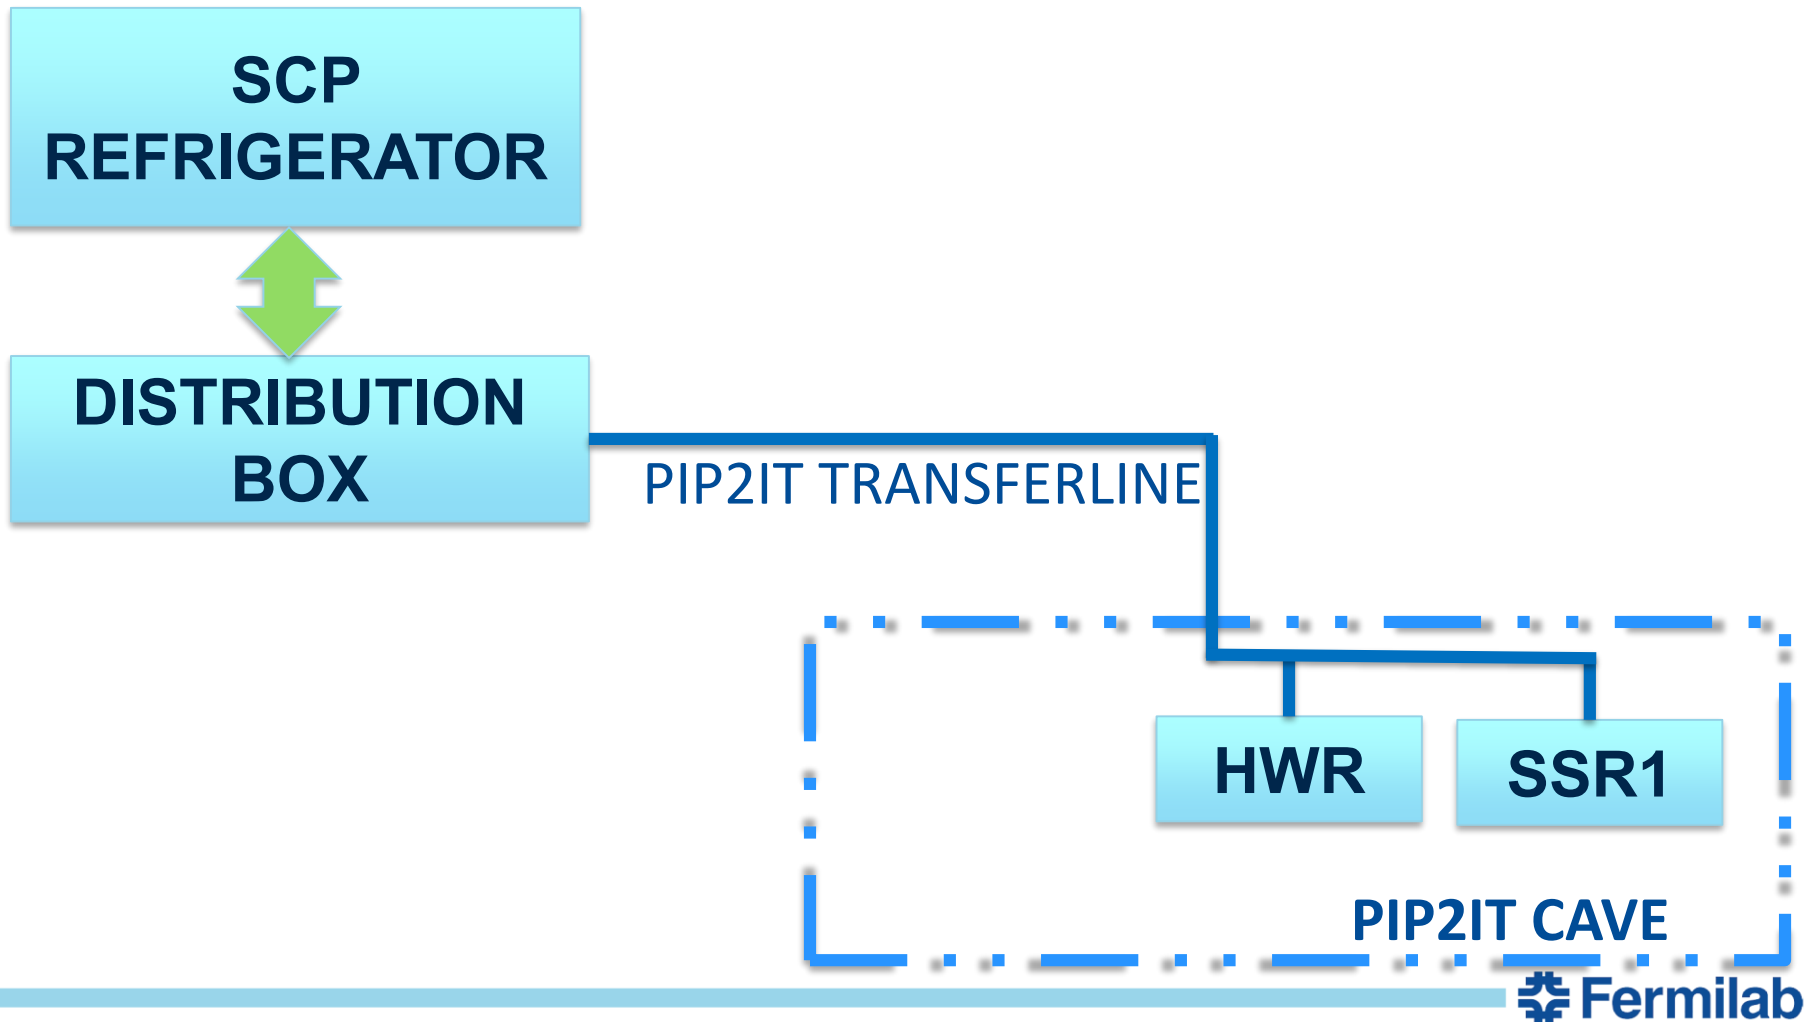 SCP
REFRIGERATOR
DISTRIBUTION
BOX
PIP2IT TRANSFERLINE
HWR
SSR1
PIP2IT CAVE
Fermilab